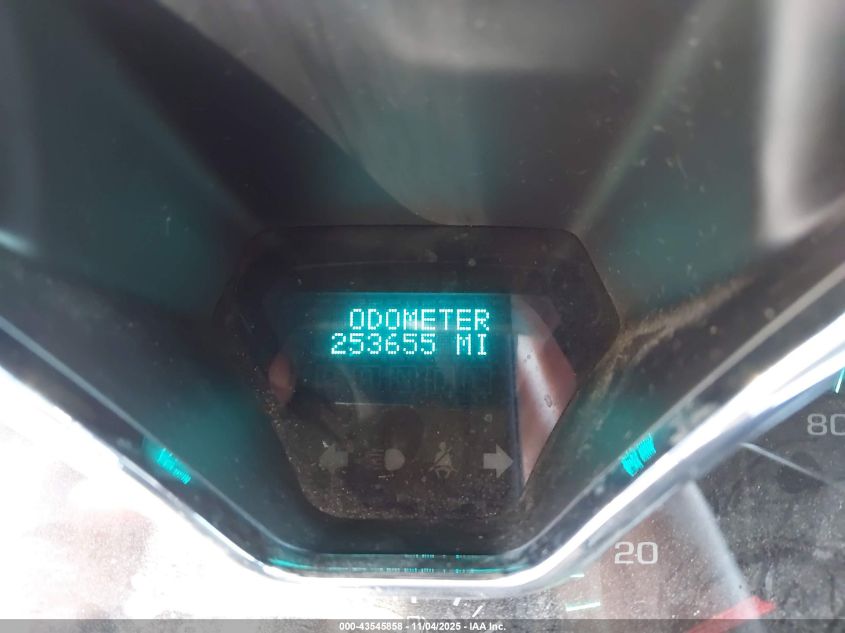 ODOMETER
253655 MI
80
20
000-43545858 - 11/04/2025 - IAA Inc.